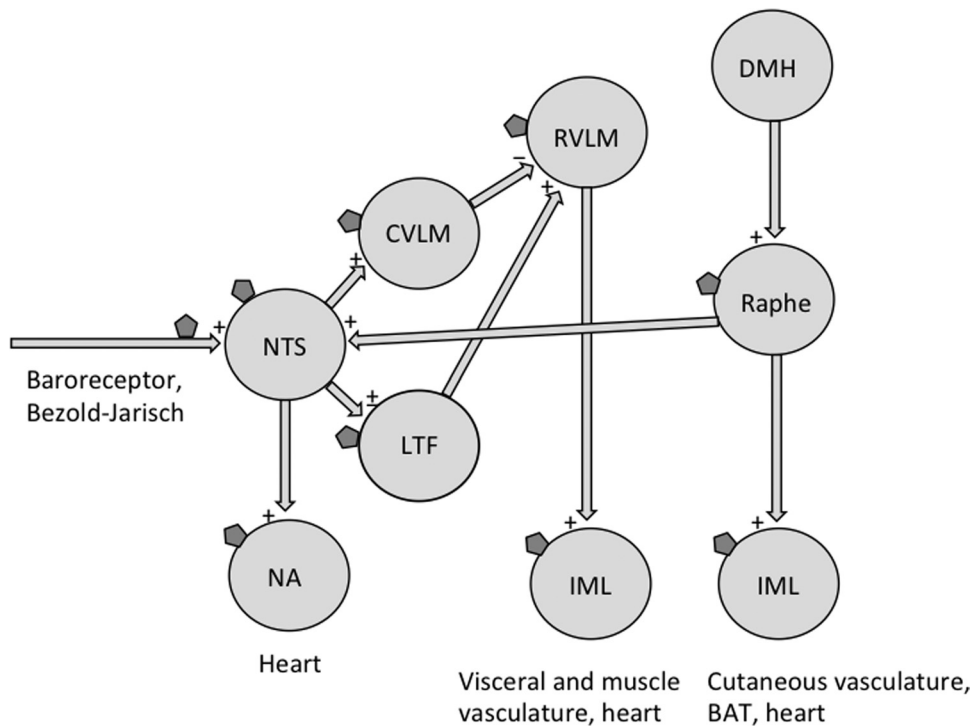 DMH
RVLM
−
+
CVLM
±
+
Raphe
+
+
NTS
Baroreceptor,
Bezold-Jarisch
±
LTF
+
NA
+
IML
+
IML
Heart
Visceral and muscle
vasculature, heart
Cutaneous vasculature,
BAT, heart